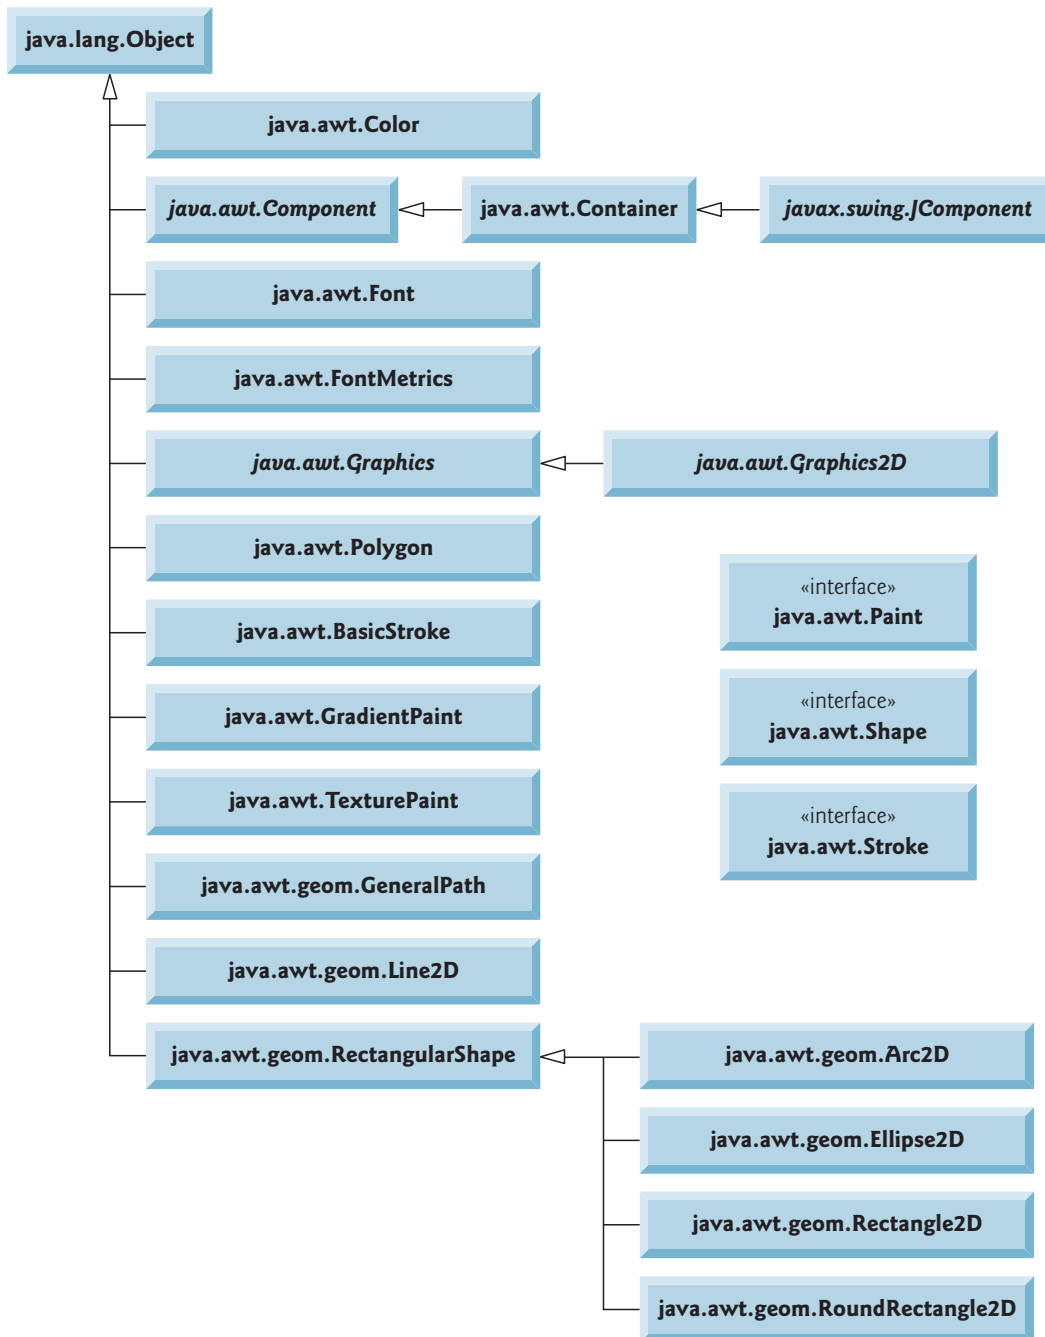 java.lang.Object
java.awt.Color
java.awt.Component
java.awt.Container
javax.swing.JComponent
java.awt.Font
java.awt.FontMetrics
java.awt.Graphics
java.awt.Graphics2D
java.awt.Polygon
«interface»
java.awt.Paint
java.awt.BasicStroke
java.awt.GradientPaint
«interface»
java.awt.Shape
java.awt.TexturePaint
«interface»
java.awt.Stroke
java.awt.geom.GeneralPath
java.awt.geom.Line2D
java.awt.geom.RectangularShape
java.awt.geom.Arc2D
java.awt.geom.Ellipse2D
java.awt.geom.Rectangle2D
java.awt.geom.RoundRectangle2D